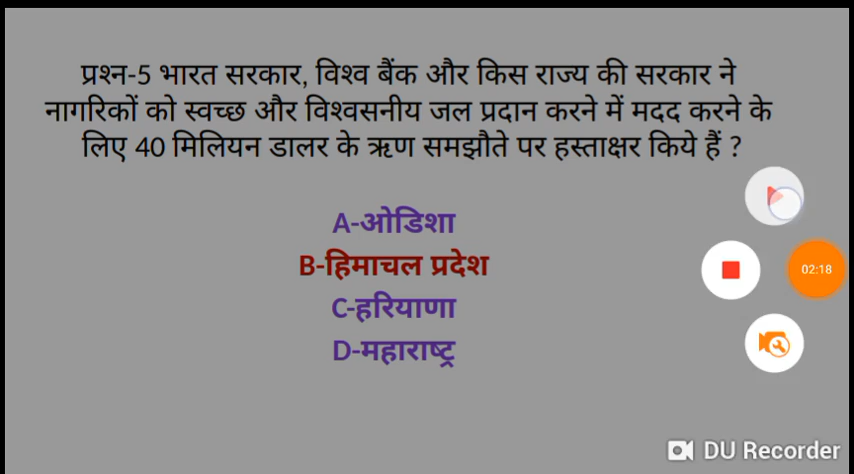 प्रश्न-5 भारत सरकार, विश्व बैंक और किस राज्य की सरकार ने
नागरिकों को स्वच्छ और विश्वसनीय जल प्रदान करने में मदद करने के
लिए 40 मिलियन डालर के ऋण समझौते पर हस्ताक्षर किये हैं ?
A-ओडिशा
B-हिमाचल प्रदेश
C-हरियाणा
D-महाराष्ट्र
02:18
DU Recorder